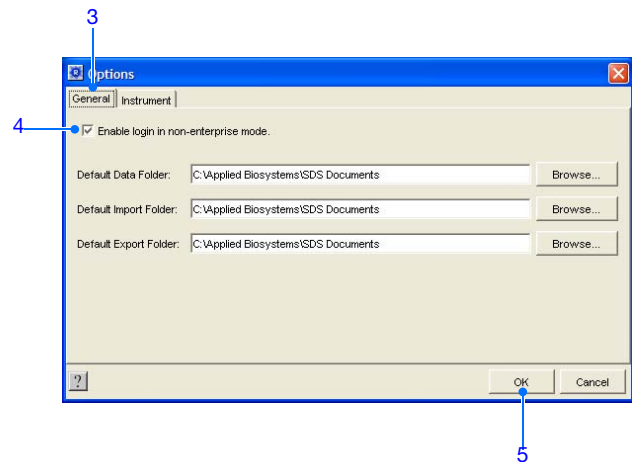 3
Options
General Instrument
4
Enable login in non-enterprise mode.
Default Data Folder: C:\Applied Biosystems\SDS Documents Browse...
Default Import Folder: C:\Applied Biosystems\SDS Documents Browse...
Default Export Folder: C:\Applied Biosystems\SDS Documents Browse...
? OK Cancel
5